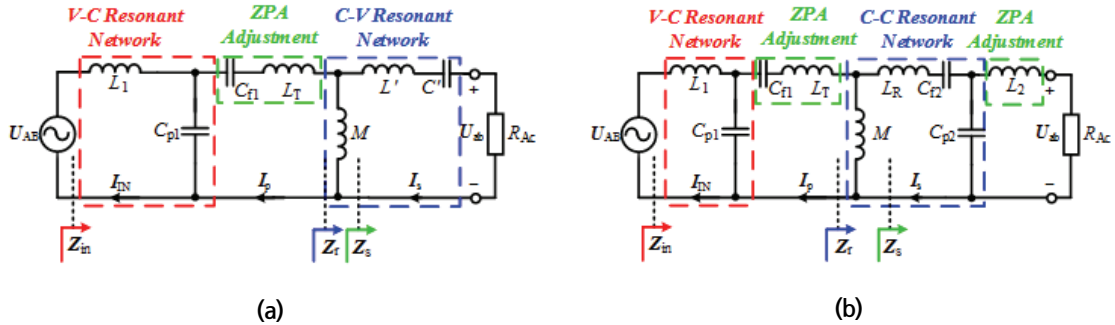 V-C Resonant
Network
ZPA
Adjustment
C-V Resonant
Network
L1
Cf1
LT
L'
C'
+
UAB
Cp1
M
Uab
RAc
IIN
Ip
Is
−
Zin
Zr
Zs
(a)
V-C Resonant
Network
ZPA
Adjustment
C-C Resonant
Network
ZPA
Adjustment
L1
Cf1
LT
LR
Cf2
L2
+
UAB
Cp1
M
Cp2
Uab
RAc
IIN
Ip
Is
−
Zin
Zr
Zs
(b)